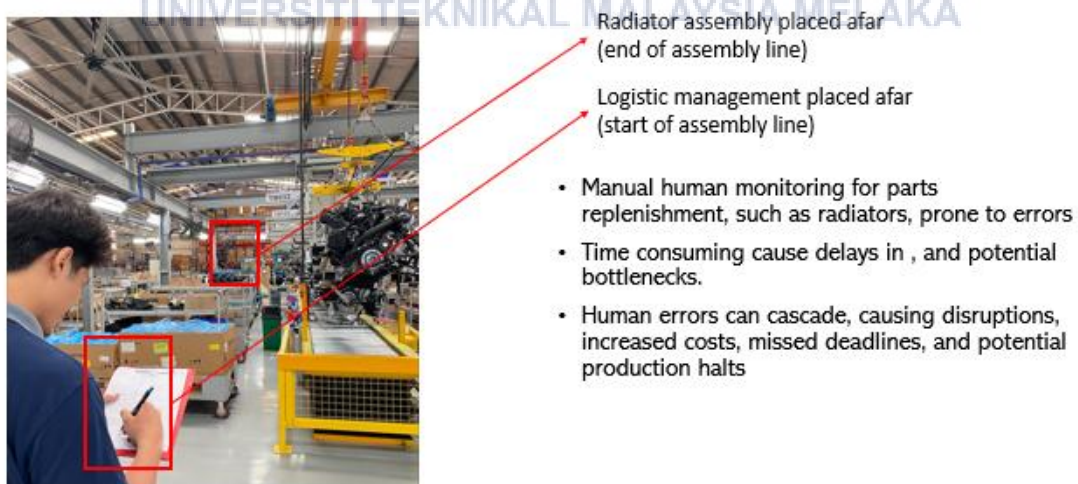 UNIVERSITI TEKNIKAL MALAYSIA MELAKA
Radiator assembly placed afar
(end of assembly line)
Logistic management placed afar
(start of assembly line)
• Manual human monitoring for parts
replenishment, such as radiators, prone to errors
• Time consuming cause delays in , and potential
bottlenecks.
• Human errors can cascade, causing disruptions,
increased costs, missed deadlines, and potential
production halts